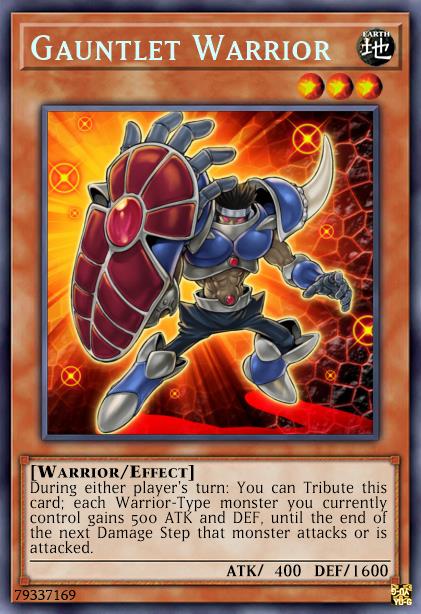 GAUNTLET WARRIOR
EARTH
地
[WARRIOR/EFFECT]
During either player's turn: You can Tribute this
card; each Warrior-Type monster you currently
control gains 500 ATK and DEF, until the end of
the next Damage Step that monster attacks or is
attacked.
ATK/ 400 DEF/1600
79337169